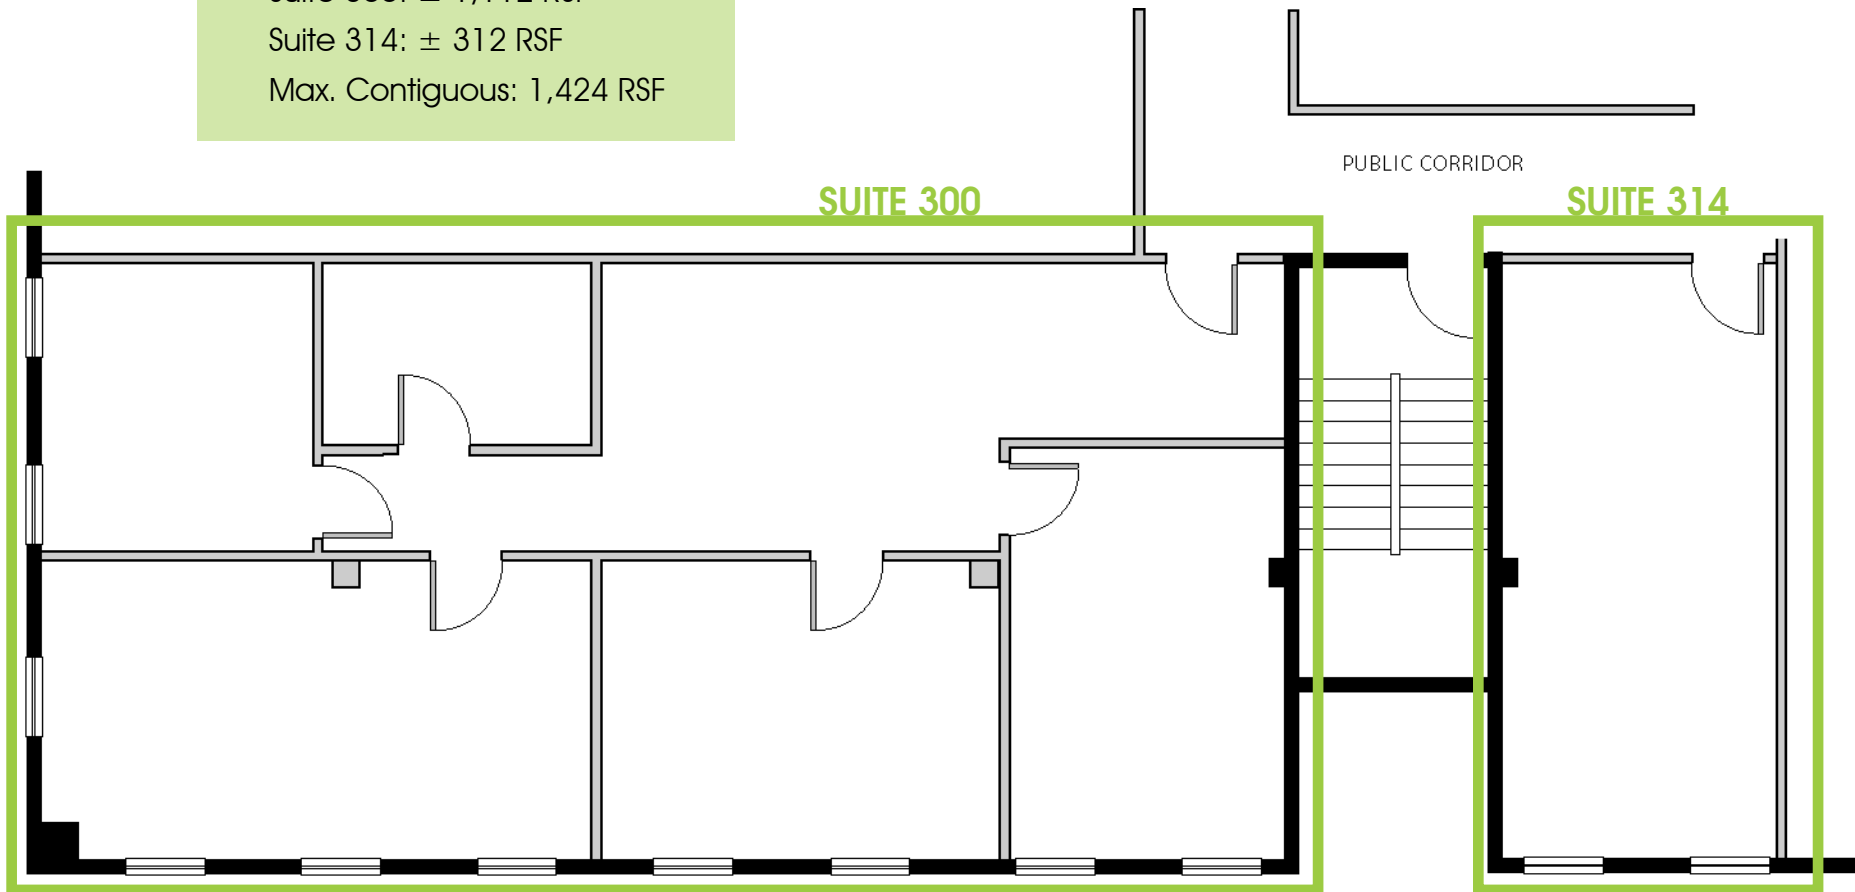 Suite 314: ± 312 RSF
Max. Contiguous: 1,424 RSF
PUBLIC CORRIDOR
SUITE 300
SUITE 314